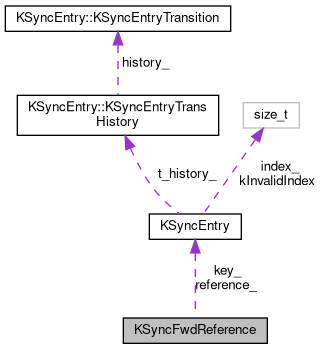 KSyncEntry::KSyncEntryTransition
history_
KSyncEntry::KSyncEntryTrans
History
size_t
t_history_
index_
kInvalidIndex
KSyncEntry
key_
reference_
KSyncFwdReference